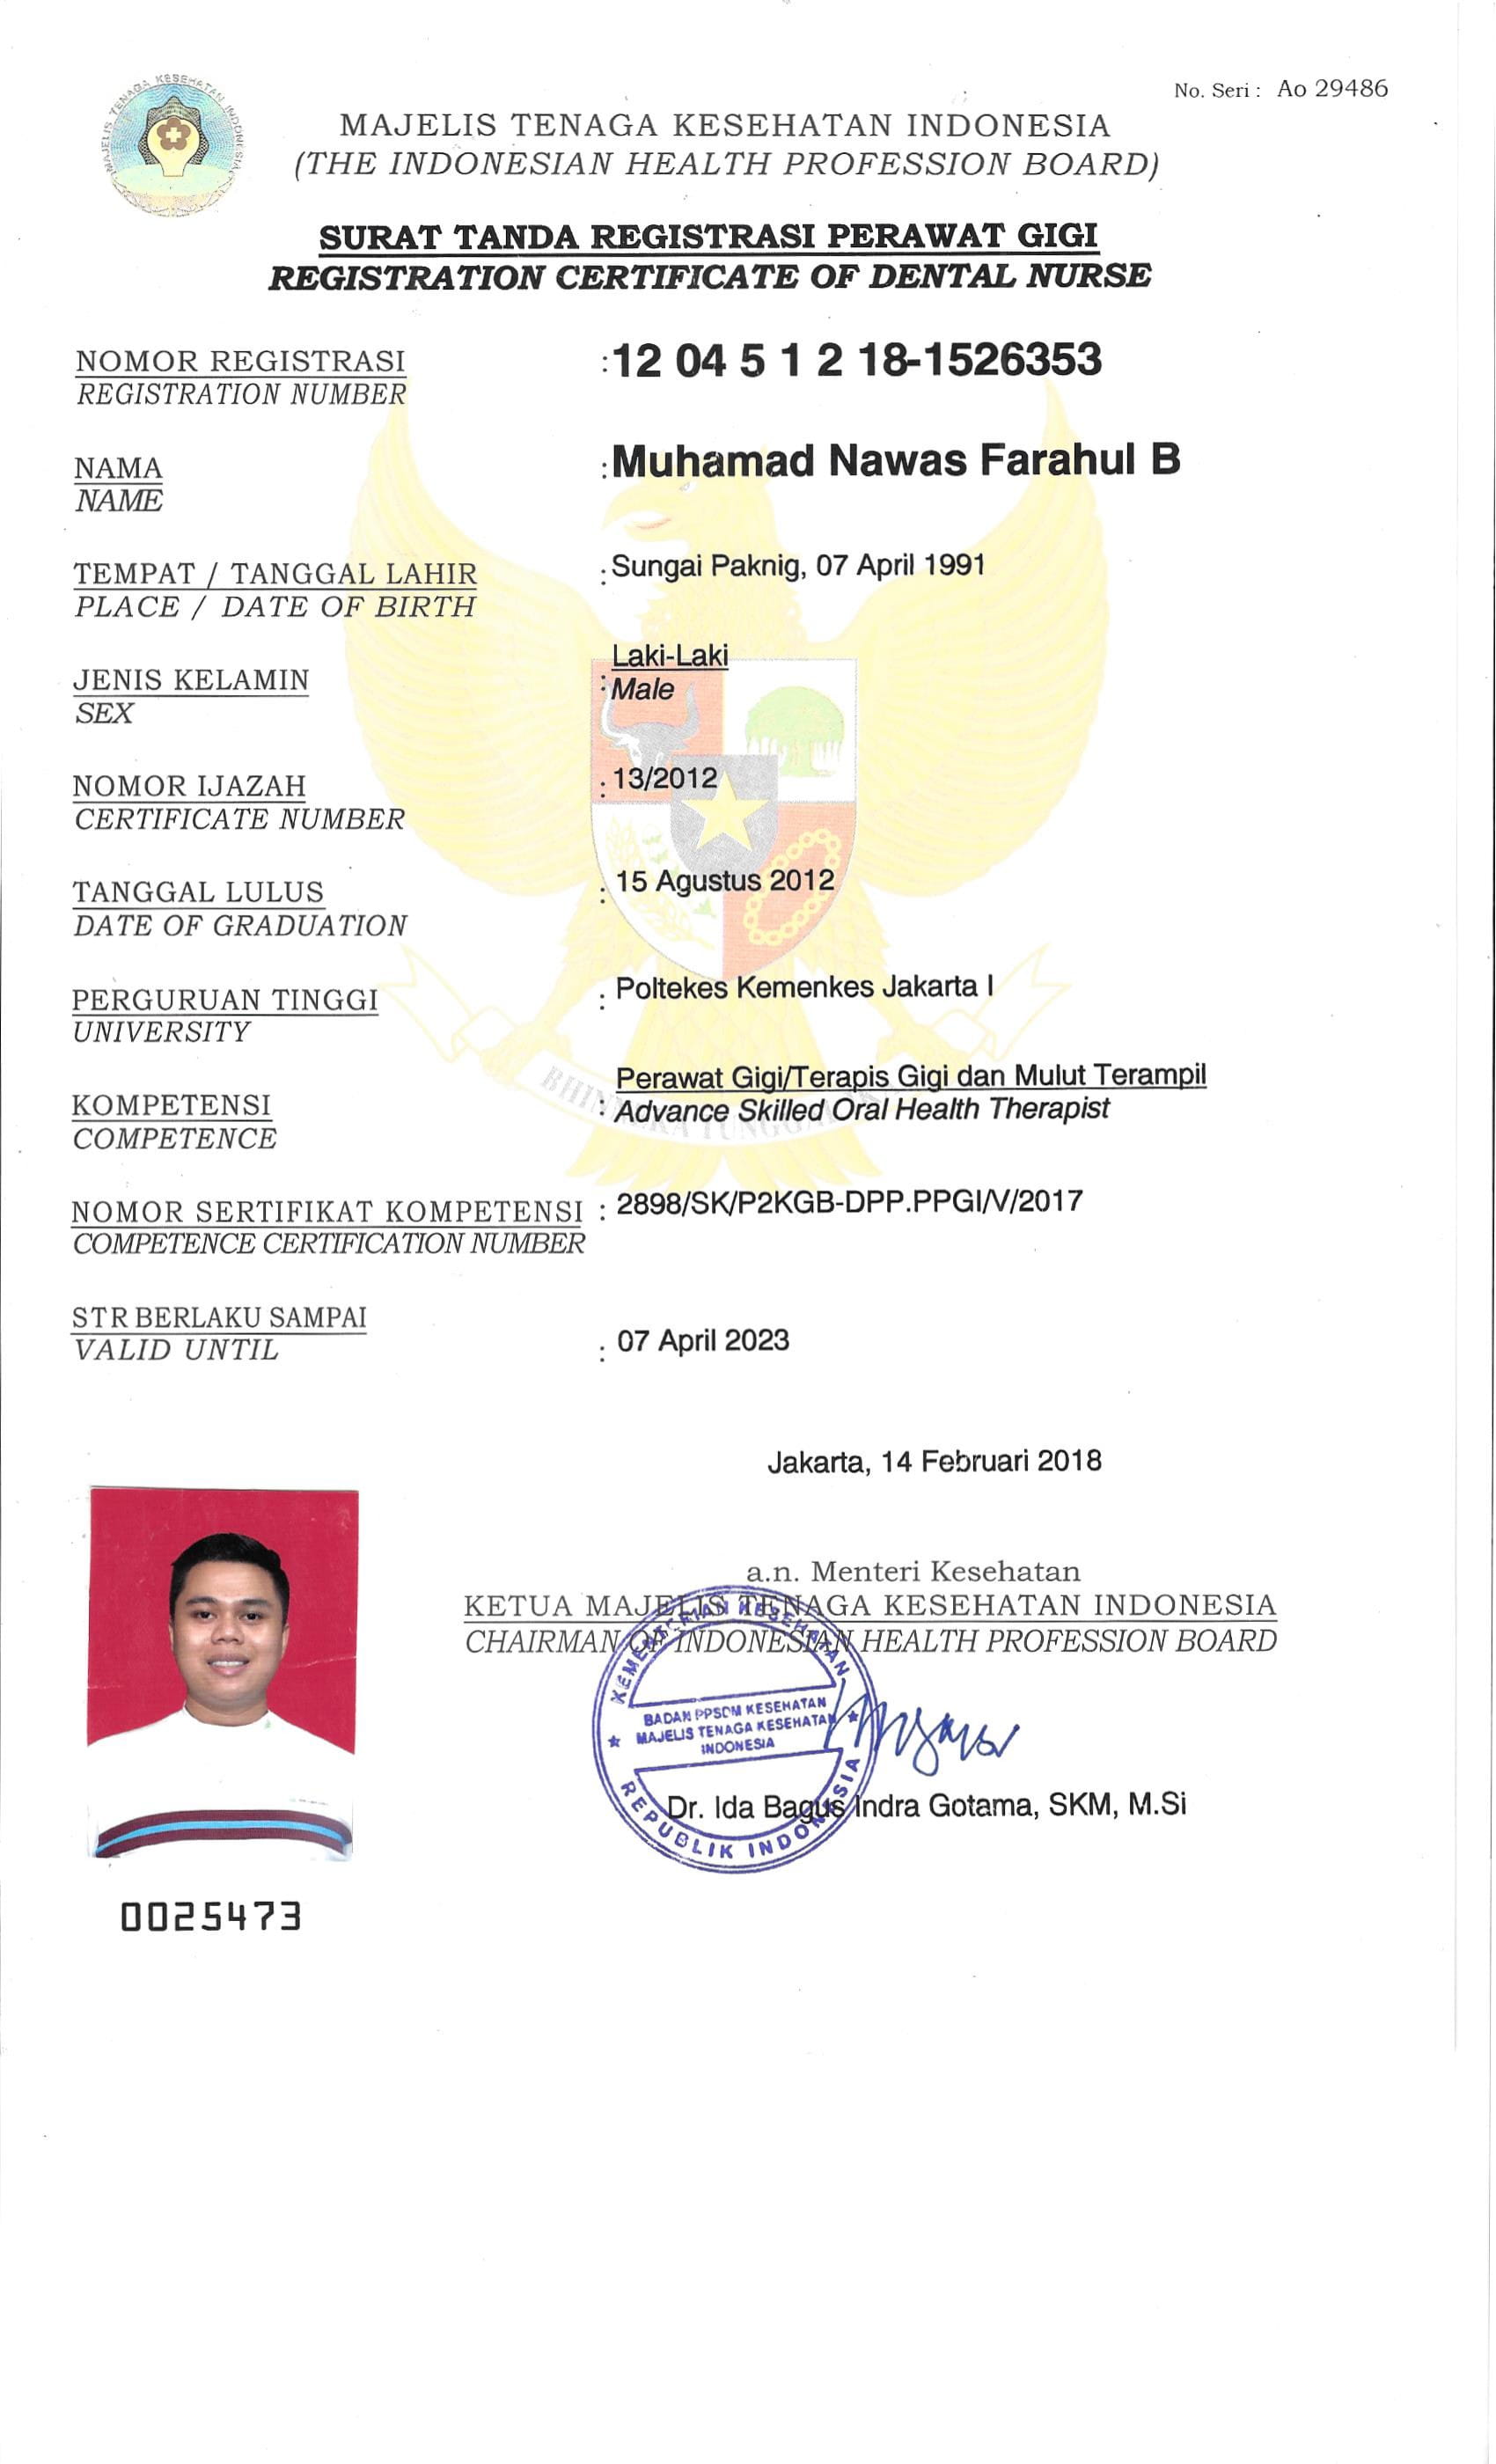 No. Seri : Ao 29486
MAJELIS TENAGA KESEHATAN INDONESIA
MAJELIS TENAGA KESEHATAN INDONESIA
(THE INDONESIAN HEALTH PROFESSION BOARD)
SURAT TANDA REGISTRASI PERAWAT GIGI
REGISTRATION CERTIFICATE OF DENTAL NURSE
NOMOR REGISTRASI : 12 04 5 1 2 18-1526353
REGISTRATION NUMBER
NAMA : Muhamad Nawas Farahul B
NAME
TEMPAT / TANGGAL LAHIR : Sungai Paknig, 07 April 1991
PLACE / DATE OF BIRTH
Laki-Laki
JENIS KELAMIN : Male
SEX
NOMOR IJAZAH : 13/2012
CERTIFICATE NUMBER
TANGGAL LULUS : 15 Agustus 2012
DATE OF GRADUATION
PERGURUAN TINGGI : Poltekes Kemenkes Jakarta I
UNIVERSITY
Perawat Gigi/Terapis Gigi dan Mulut Terampil
KOMPETENSI : Advance Skilled Oral Health Therapist
COMPETENCE
NOMOR SERTIFIKAT KOMPETENSI : 2898/SK/P2KGB-DPP.PPGI/V/2017
COMPETENCE CERTIFICATION NUMBER
STR BERLAKU SAMPAI
VALID UNTIL : 07 April 2023
Jakarta, 14 Februari 2018
a.n. Menteri Kesehatan
KETUA MAJELIS TENAGA KESEHATAN INDONESIA
CHAIRMAN OF INDONESIAN HEALTH PROFESSION BOARD
KEMENTERIAN KESEHATAN
BADAN PPSDM KESEHATAN
MAJELIS TENAGA KESEHATAN
INDONESIA
REPUBLIK INDONESIA
Dr. Ida Bagus Indra Gotama, SKM, M.Si
0025473